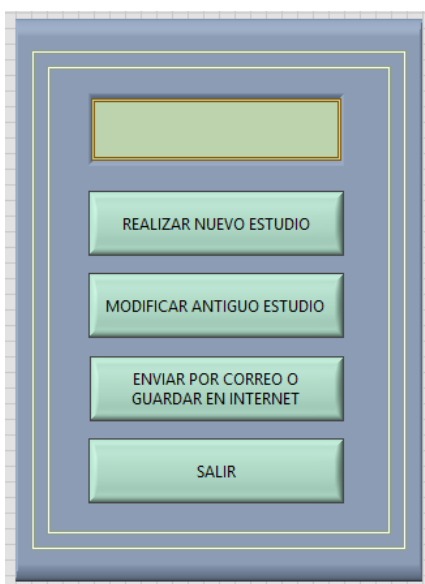 REALIZAR NUEVO ESTUDIO
MODIFICAR ANTIGUO ESTUDIO
ENVIAR POR CORREO O
GUARDAR EN INTERNET
SALIR